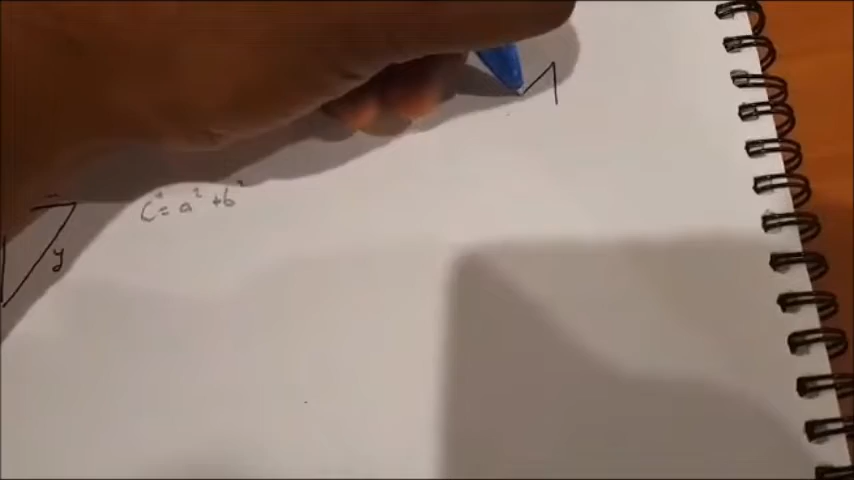 C² = a² + b²
y